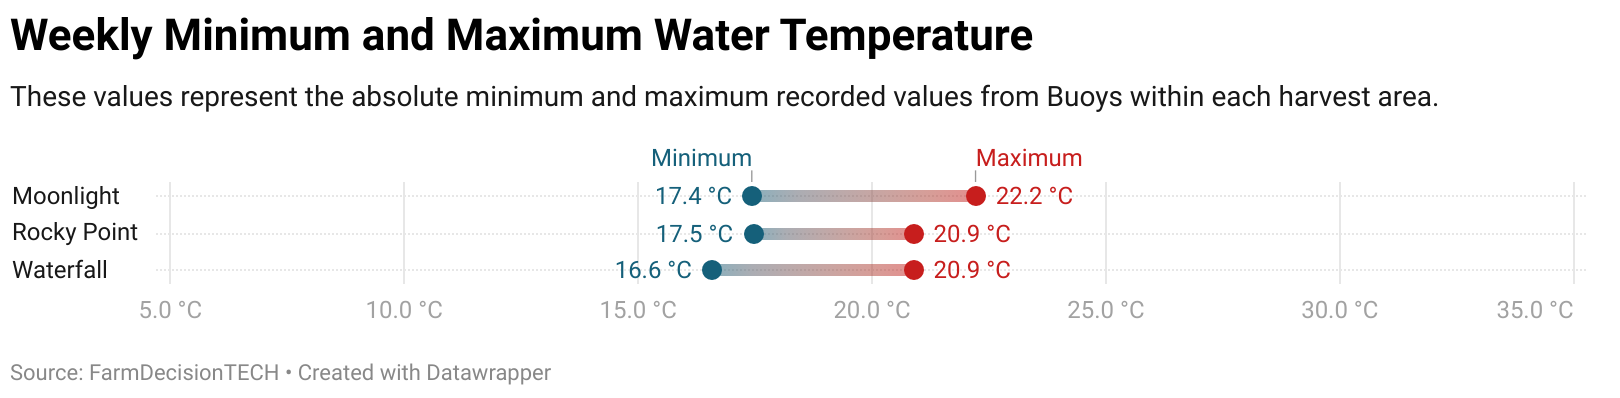 Weekly Minimum and Maximum Water Temperature
These values represent the absolute minimum and maximum recorded values from Buoys within each harvest area.
Minimum Maximum
Moonlight 17.4 °C 22.2 °C
Rocky Point 17.5 °C 20.9 °C
Waterfall 16.6 °C 20.9 °C
5.0 °C 10.0 °C 15.0 °C 20.0 °C 25.0 °C 30.0 °C 35.0 °C
Source: FarmDecisionTECH • Created with Datawrapper